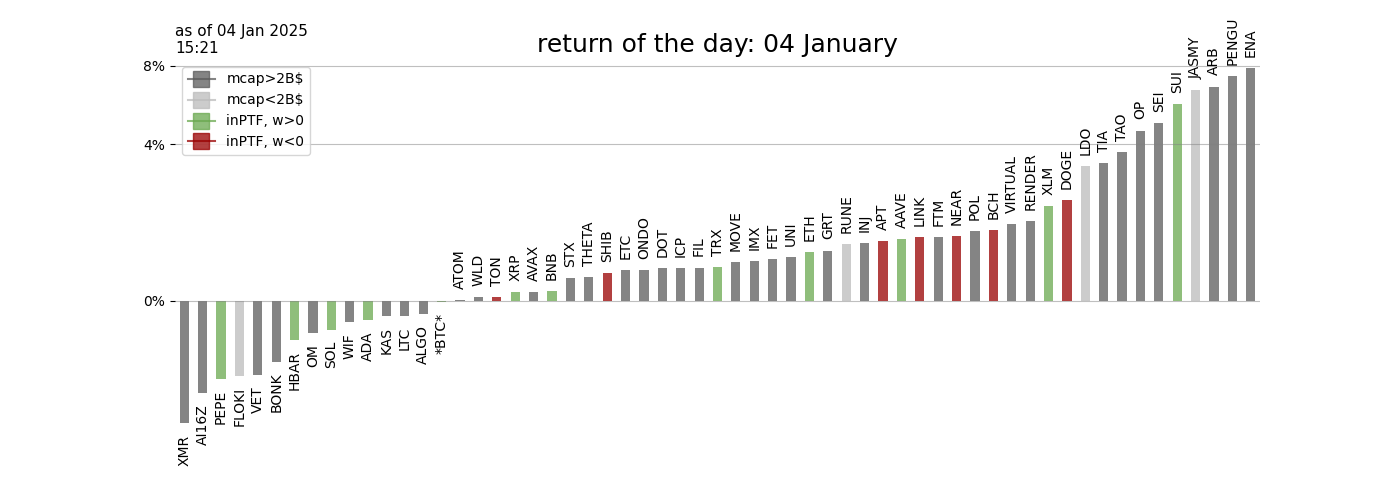 as of 04 Jan 2025
15:21
return of the day: 04 January
8%
4%
0%
mcap>2B$
mcap<2B$
inPTF, w>0
inPTF, w<0
XMR
AI16Z
PEPE
FLOKI
VET
BONK
HBAR
OM
SOL
WIF
ADA
KAS
LTC
ALGO
*BTC*
ATOM
WLD
TON
XRP
AVAX
BNB
STX
THETA
SHIB
ETC
ONDO
DOT
ICP
FIL
TRX
MOVE
IMX
FET
UNI
ETH
GRT
RUNE
INJ
APT
AAVE
LINK
FTM
NEAR
POL
BCH
VIRTUAL
RENDER
XLM
DOGE
LDO
TIA
TAO
OP
SEI
SUI
JASMY
ARB
PENGU
ENA